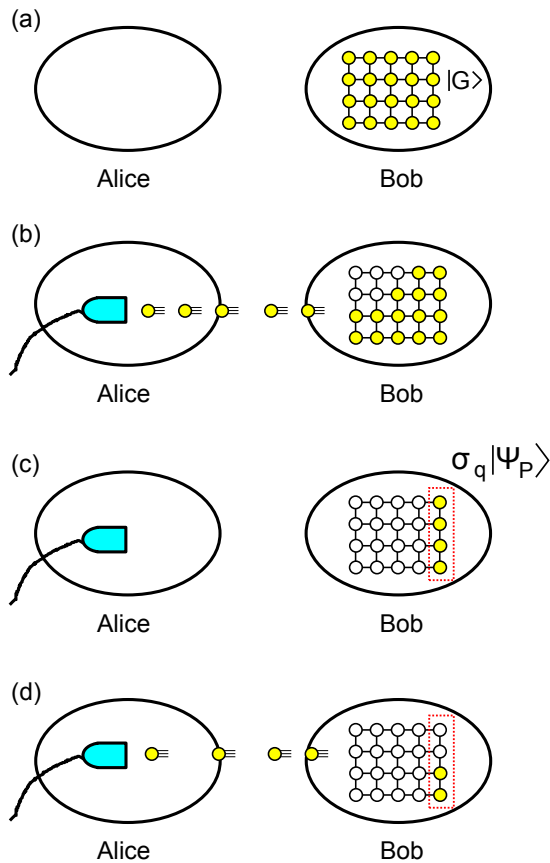 (a)
|G>
Alice Bob
(b)
Alice Bob
(c)
σ_q|Ψ_P⟩
Alice Bob
(d)
Alice Bob